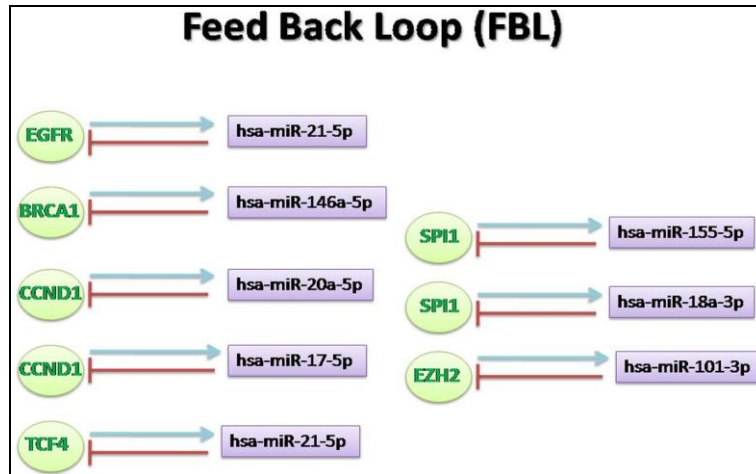 Feed Back Loop (FBL)
EGFR
hsa-miR-21-5p
BRCA1
hsa-miR-146a-5p
CCND1
hsa-miR-20a-5p
CCND1
hsa-miR-17-5p
TCF4
hsa-miR-21-5p
SPI1
hsa-miR-155-5p
SPI1
hsa-miR-18a-3p
EZH2
hsa-miR-101-3p